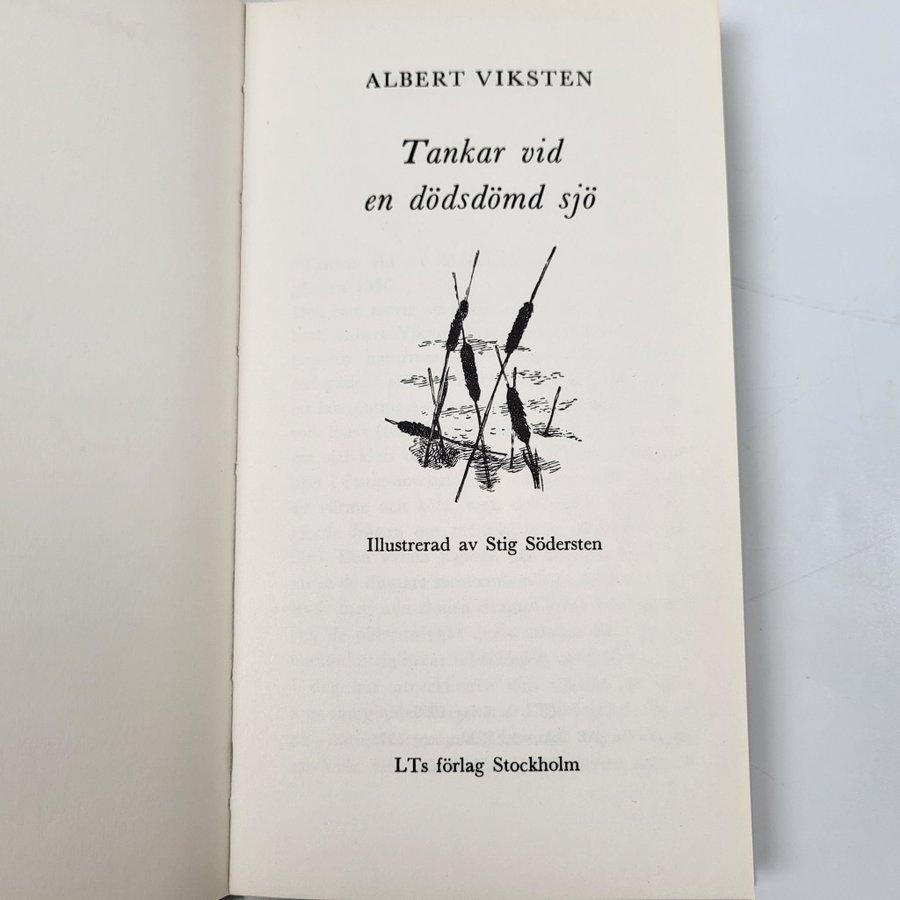 ALBERT VIKSTEN
Tankar vid
en dödsdömd sjö
Illustrerad av Stig Södersten
LTs förlag Stockholm